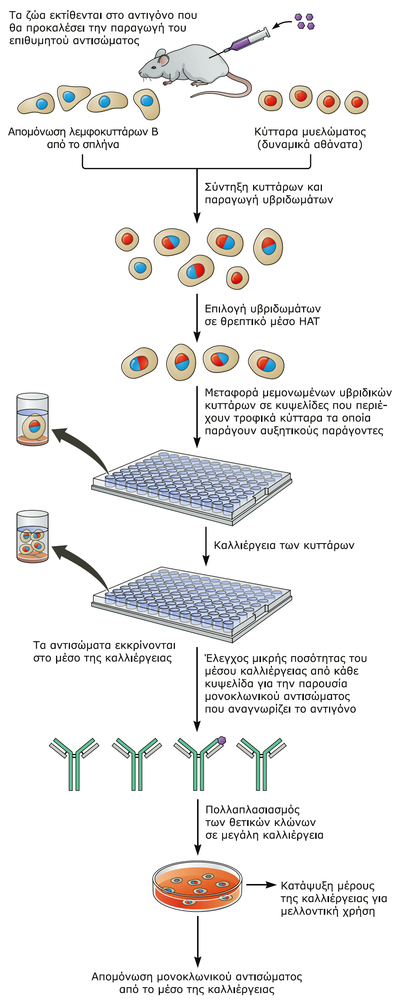 Τα ζώα εκτίθενται στο αντιγόνο που
θα προκαλέσει την παραγωγή του
επιθυμητού αντισώματος
Απομόνωση λεμφοκυττάρων Β
από το σπλήνα
Κύτταρα μυελώματος
(δυναμικά αθάνατα)
Σύντηξη κυττάρων και
παραγωγή υβριδωμάτων
Επιλογή υβριδωμάτων
σε θρεπτικό μέσο HAT
Μεταφορά μεμονωμένων υβριδικών
κυττάρων σε κυψελίδες που περιέ-
χουν τροφικά κύτταρα τα οποία
παράγουν αυξητικούς παράγοντες
Καλλιέργεια των κυττάρων
Τα αντισώματα εκκρίνονται
στο μέσο της καλλιέργειας
Έλεγχος μικρής ποσότητας του
μέσου καλλιέργειας από κάθε
κυψελίδα για την παρουσία
μονοκλωνικού αντισώματος
που αναγνωρίζει το αντιγόνο
Πολλαπλασιασμός
των θετικών κλώνων
σε μεγάλη καλλιέργεια
Κατάψυξη μέρους
της καλλιέργειας για
μελλοντική χρήση
Απομόνωση μονοκλωνικού αντισώματος
από το μέσο της καλλιέργειας